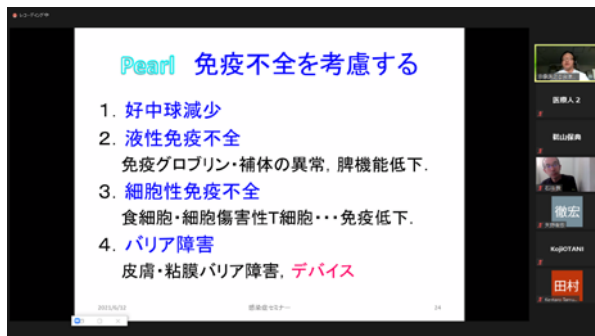 Pearl 免疫不全を考慮する
1. 好中球減少
2. 液性免疫不全
免疫グロブリン・補体の異常, 脾機能低下.
3. 細胞性免疫不全
食細胞・細胞傷害性T細胞・・・免疫低下.
4. バリア障害
皮膚・粘膜バリア障害, デバイス
2021/6/12
感染症セミナー
24
医療人 2
徹宏
KojiOTANI
田村